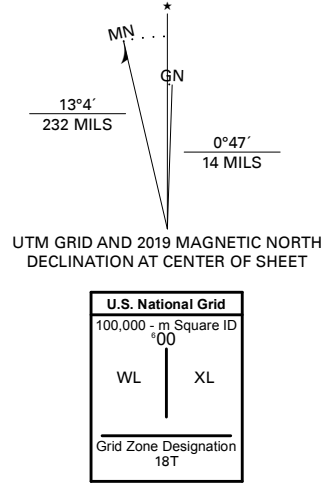 ★
MN
GN
13°4´
232 MILS
0°47´
14 MILS
UTM GRID AND 2019 MAGNETIC NORTH
DECLINATION AT CENTER OF SHEET
U.S. National Grid
100,000 - m Square ID
⁶00
WL XL
Grid Zone Designation
18T